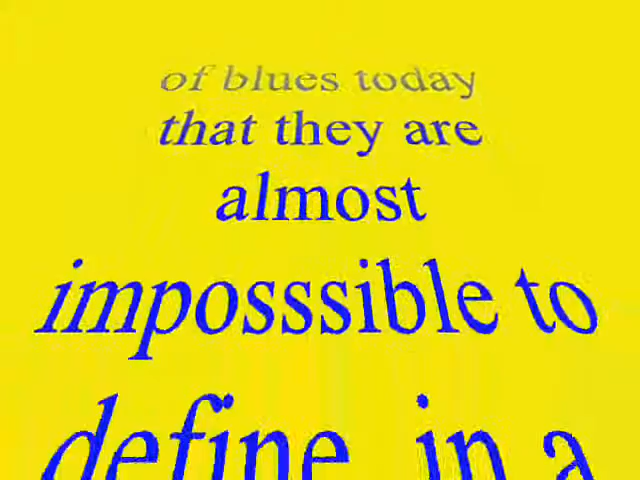 of blues today
that they are
almost
imposssible to
define in a